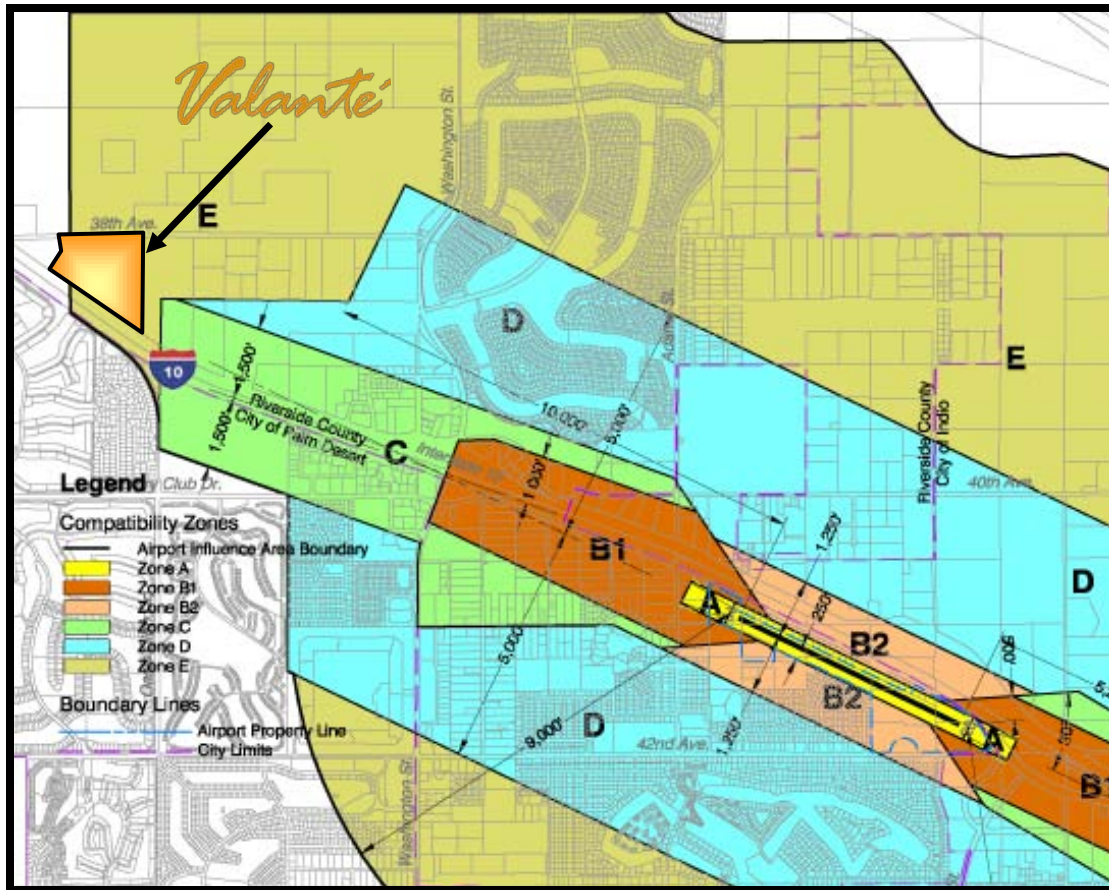 Valanté
Washington St.
38th Ave.
E
D
Adams St.
E
1,500'
10,000'
5,000'
10
Riverside County
City of Palm Desert
1,500'
C
Interstate 10
1,000'
Riverside County
City of Indio
40th Ave.
Legend
Club Dr.
Compatibility Zones
Airport Influence Area Boundary
Zone A
Zone B1
Zone B2
Zone C
Zone D
Zone E
Boundary Lines
Airport Property Line
City Limits
B1
1,250'
D
A
250'
B2
5,000'
B2
500'
D
9,000'
1,250'
42nd Ave.
A
Washington St.